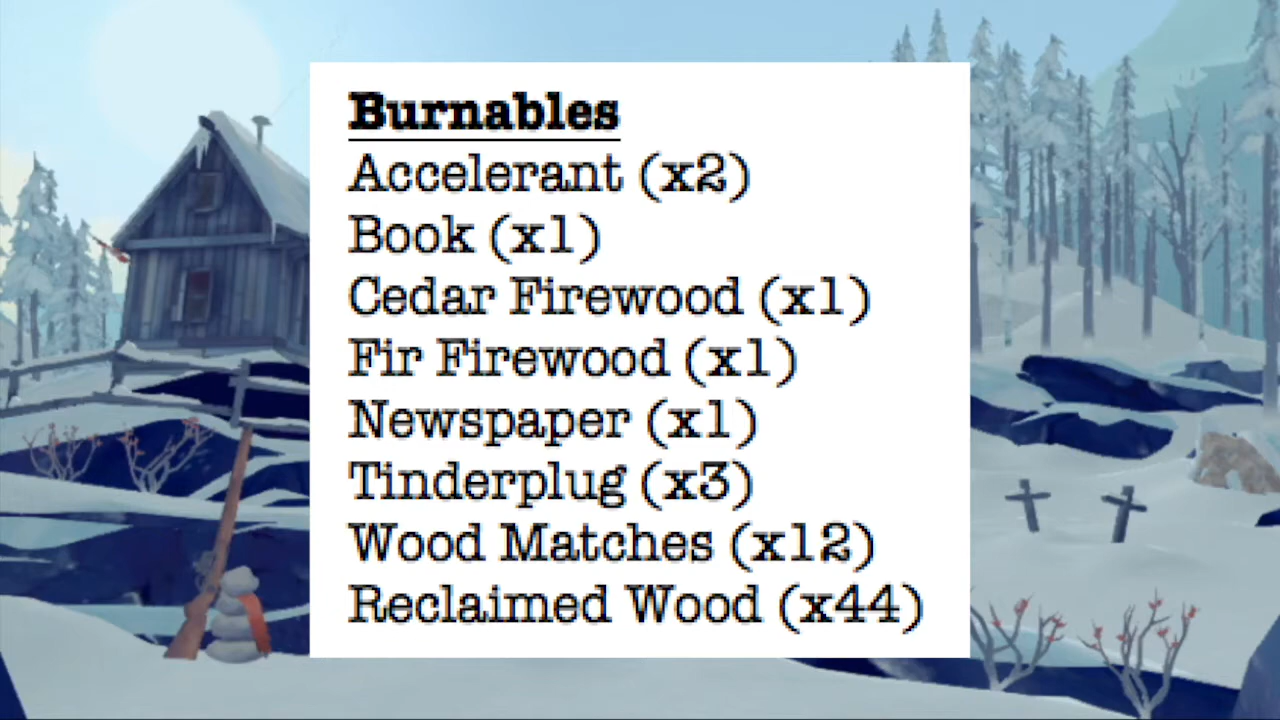 Burnables
Accelerant (x2)
Book (x1)
Cedar Firewood (x1)
Fir Firewood (x1)
Newspaper (x1)
Tinderplug (x3)
Wood Matches (x12)
Reclaimed Wood (x44)